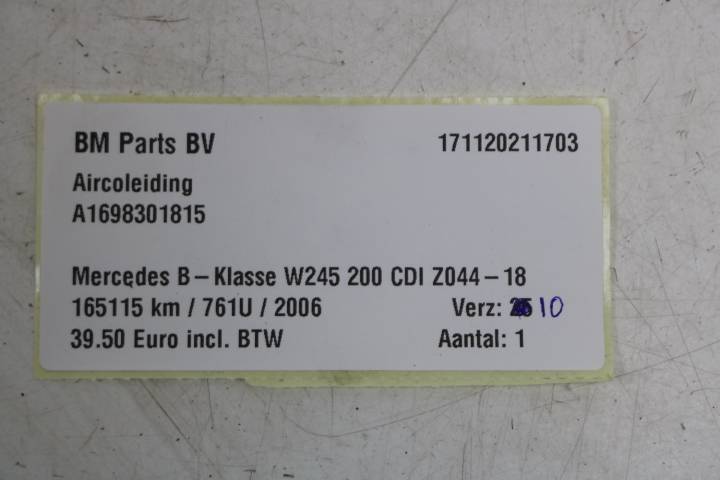 BM Parts BV 171120211703
Aircoleiding
A1698301815
Mercedes B-Klasse W245 200 CDI Z044-18
165115 km / 761U / 2006 Verz: 10
39.50 Euro incl. BTW Aantal: 1